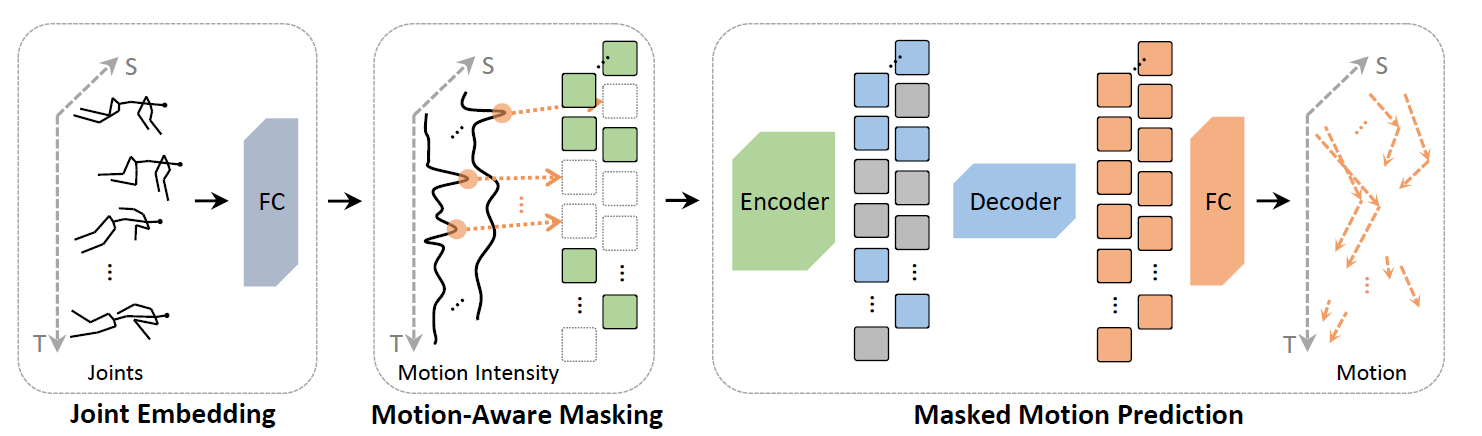 S
T
Joints
FC
Joint Embedding
S
T
Motion Intensity
Motion-Aware Masking
Encoder
Decoder
FC
S
T
Motion
Masked Motion Prediction